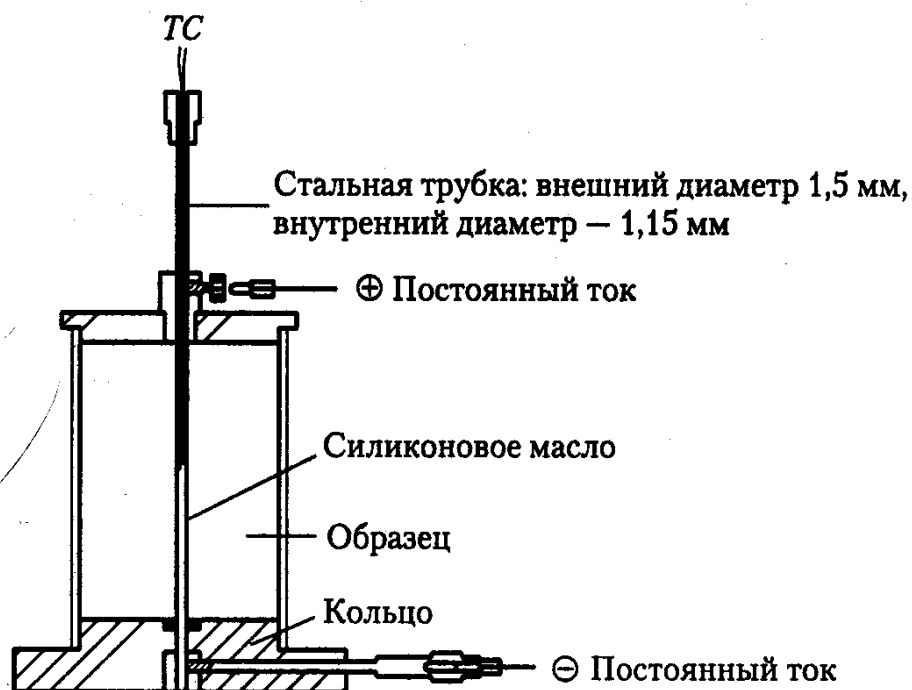 ТС
Стальная трубка: внешний диаметр 1,5 мм,
внутренний диаметр — 1,15 мм
⊕ Постоянный ток
Силиконовое масло
Образец
Кольцо
⊖ Постоянный ток